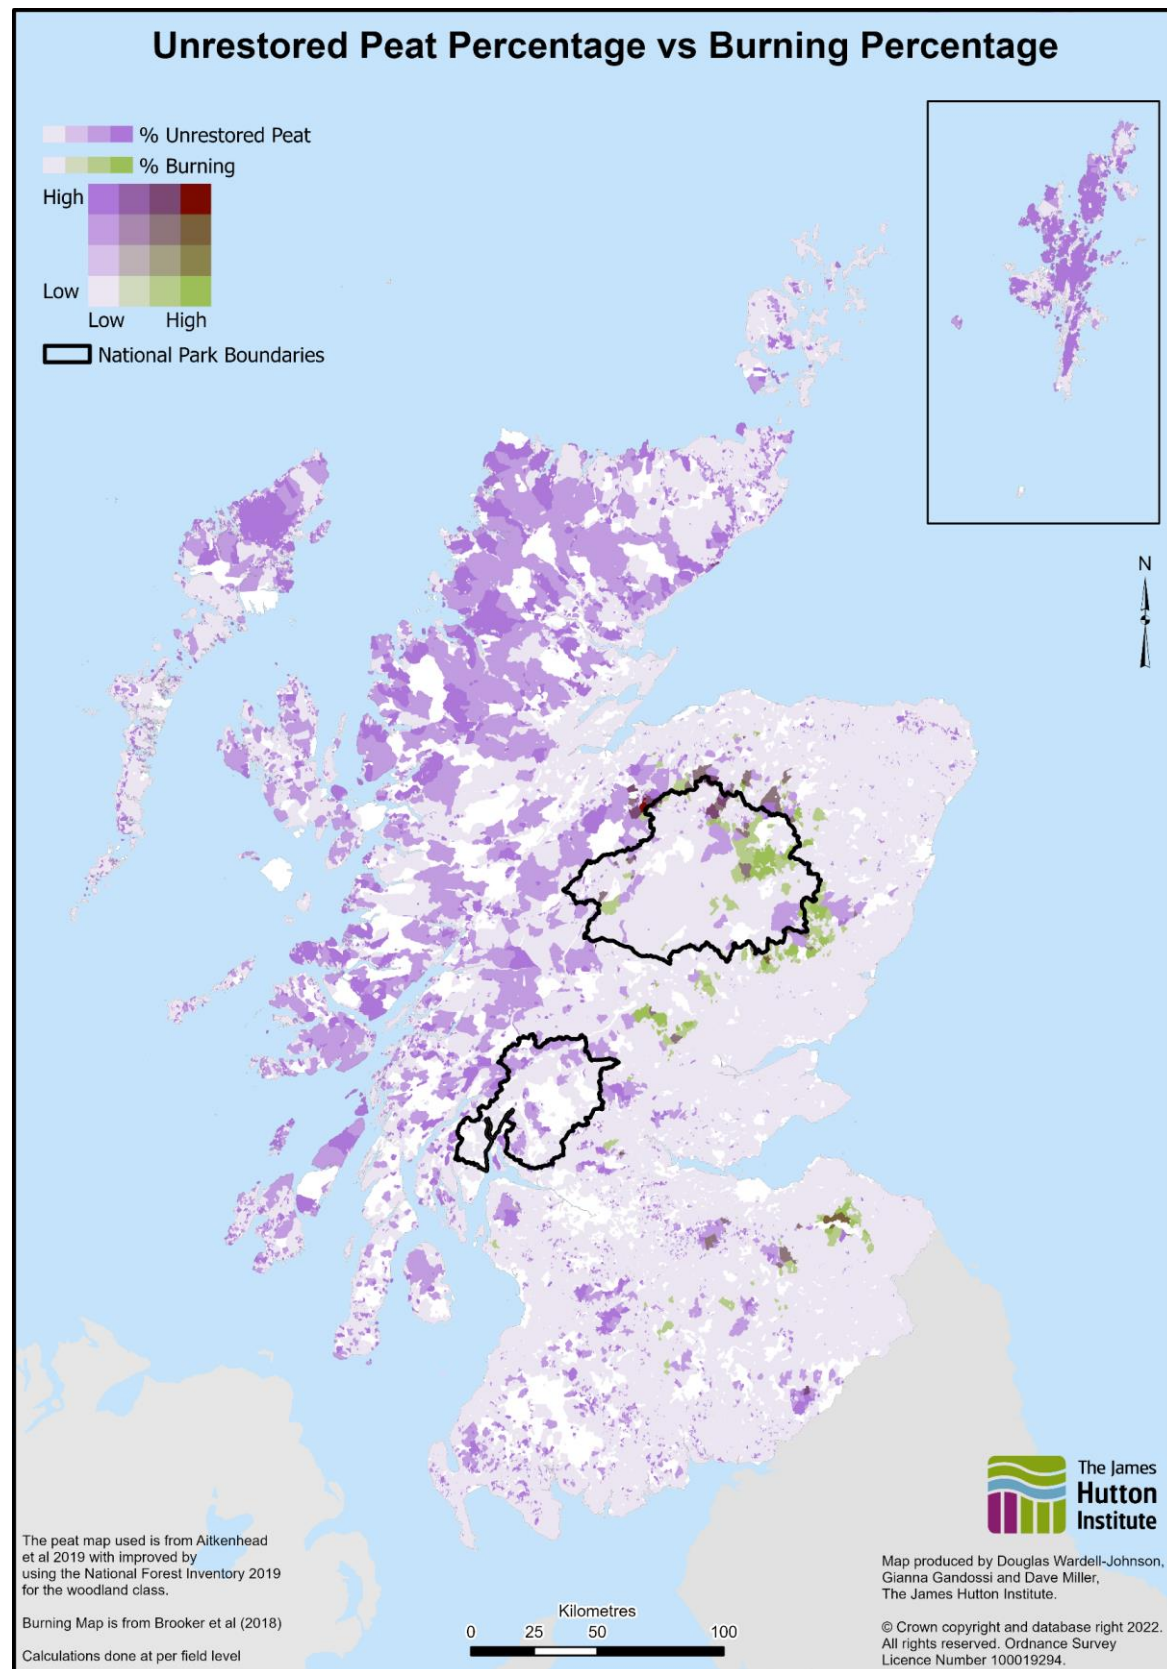 Unrestored Peat Percentage vs Burning Percentage
% Unrestored Peat
% Burning
High
Low
Low High
National Park Boundaries
N
The James
Hutton
Institute
The peat map used is from Aitkenhead
et al 2019 with improved by
using the National Forest Inventory 2019
for the woodland class.
Burning Map is from Brooker et al (2018)
Calculations done at per field level
Kilometres
0 25 50 100
Map produced by Douglas Wardell-Johnson,
Gianna Gandossi and Dave Miller,
The James Hutton Institute.
© Crown copyright and database right 2022.
All rights reserved. Ordnance Survey
Licence Number 100019294.